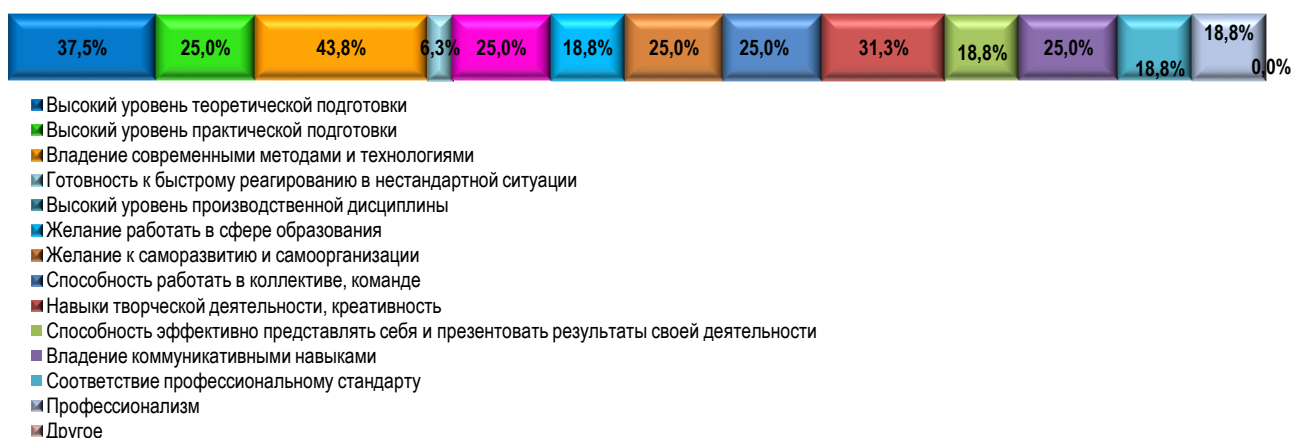 37,5% 25,0% 43,8% 6,3% 25,0% 18,8% 25,0% 25,0% 31,3% 18,8% 25,0% 18,8% 18,8% 0,0%
Высокий уровень теоретической подготовки
Высокий уровень практической подготовки
Владение современными методами и технологиями
Готовность к быстрому реагированию в нестандартной ситуации
Высокий уровень производственной дисциплины
Желание работать в сфере образования
Желание к саморазвитию и самоорганизации
Способность работать в коллективе, команде
Навыки творческой деятельности, креативность
Способность эффективно представлять себя и презентовать результаты своей деятельности
Владение коммуникативными навыками
Соответствие профессиональному стандарту
Профессионализм
Другое